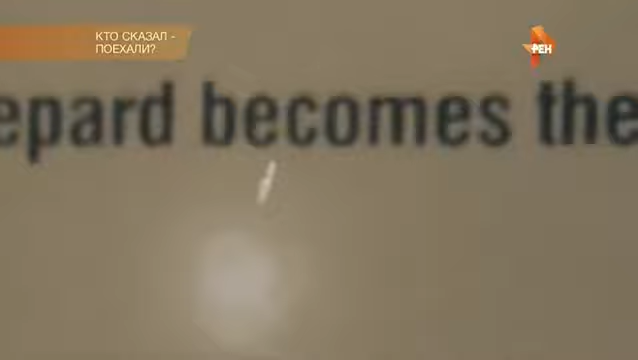 КТО СКАЗАЛ -
ПОЕХАЛИ?
РЕН
epard becomes the